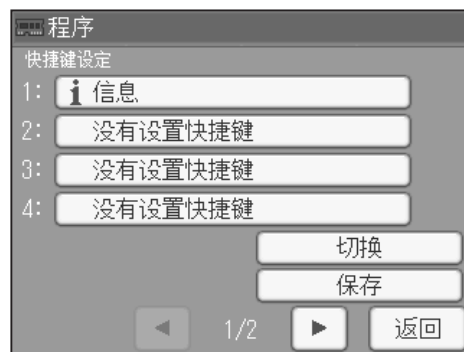 程序
快捷键设定
1: i 信息
2: 没有设置快捷键
3: 没有设置快捷键
4: 没有设置快捷键
切换
保存
◀ 1/2 ▶ 返回